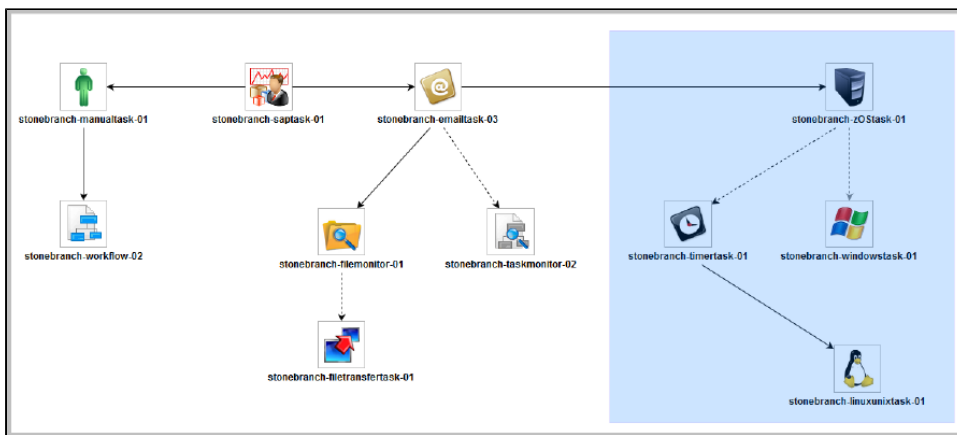 stonebranch-manualtask-01
stonebranch-saptask-01
stonebranch-emailtask-03
stonebranch-zOStask-01
stonebranch-workflow-02
stonebranch-filemonitor-01
stonebranch-taskmonitor-02
stonebranch-timertask-01
stonebranch-windowstask-01
stonebranch-filetransfertask-01
stonebranch-linuxunixtask-01